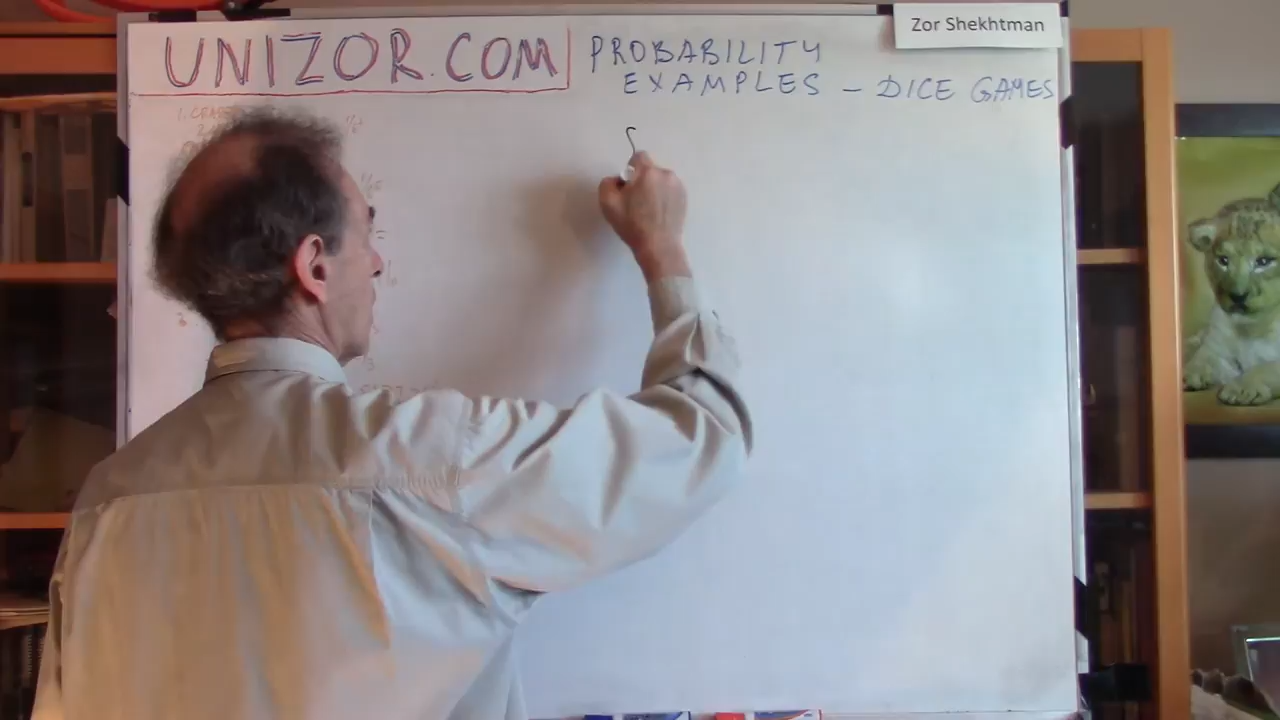 Zor Shekhtman
UNIZOR.COM
PROBABILITY
EXAMPLES - DICE GAMES